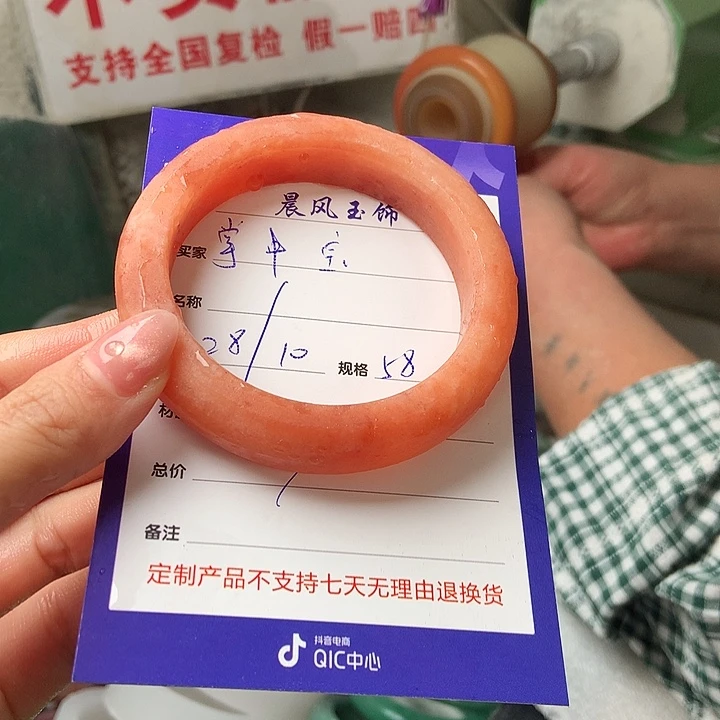 支持全国复检 假一赔四
晨风玉饰
买家
名称
28/10 规格 58
总价
备注
定制产品不支持七天无理由退换货
抖音电商
QIC中心